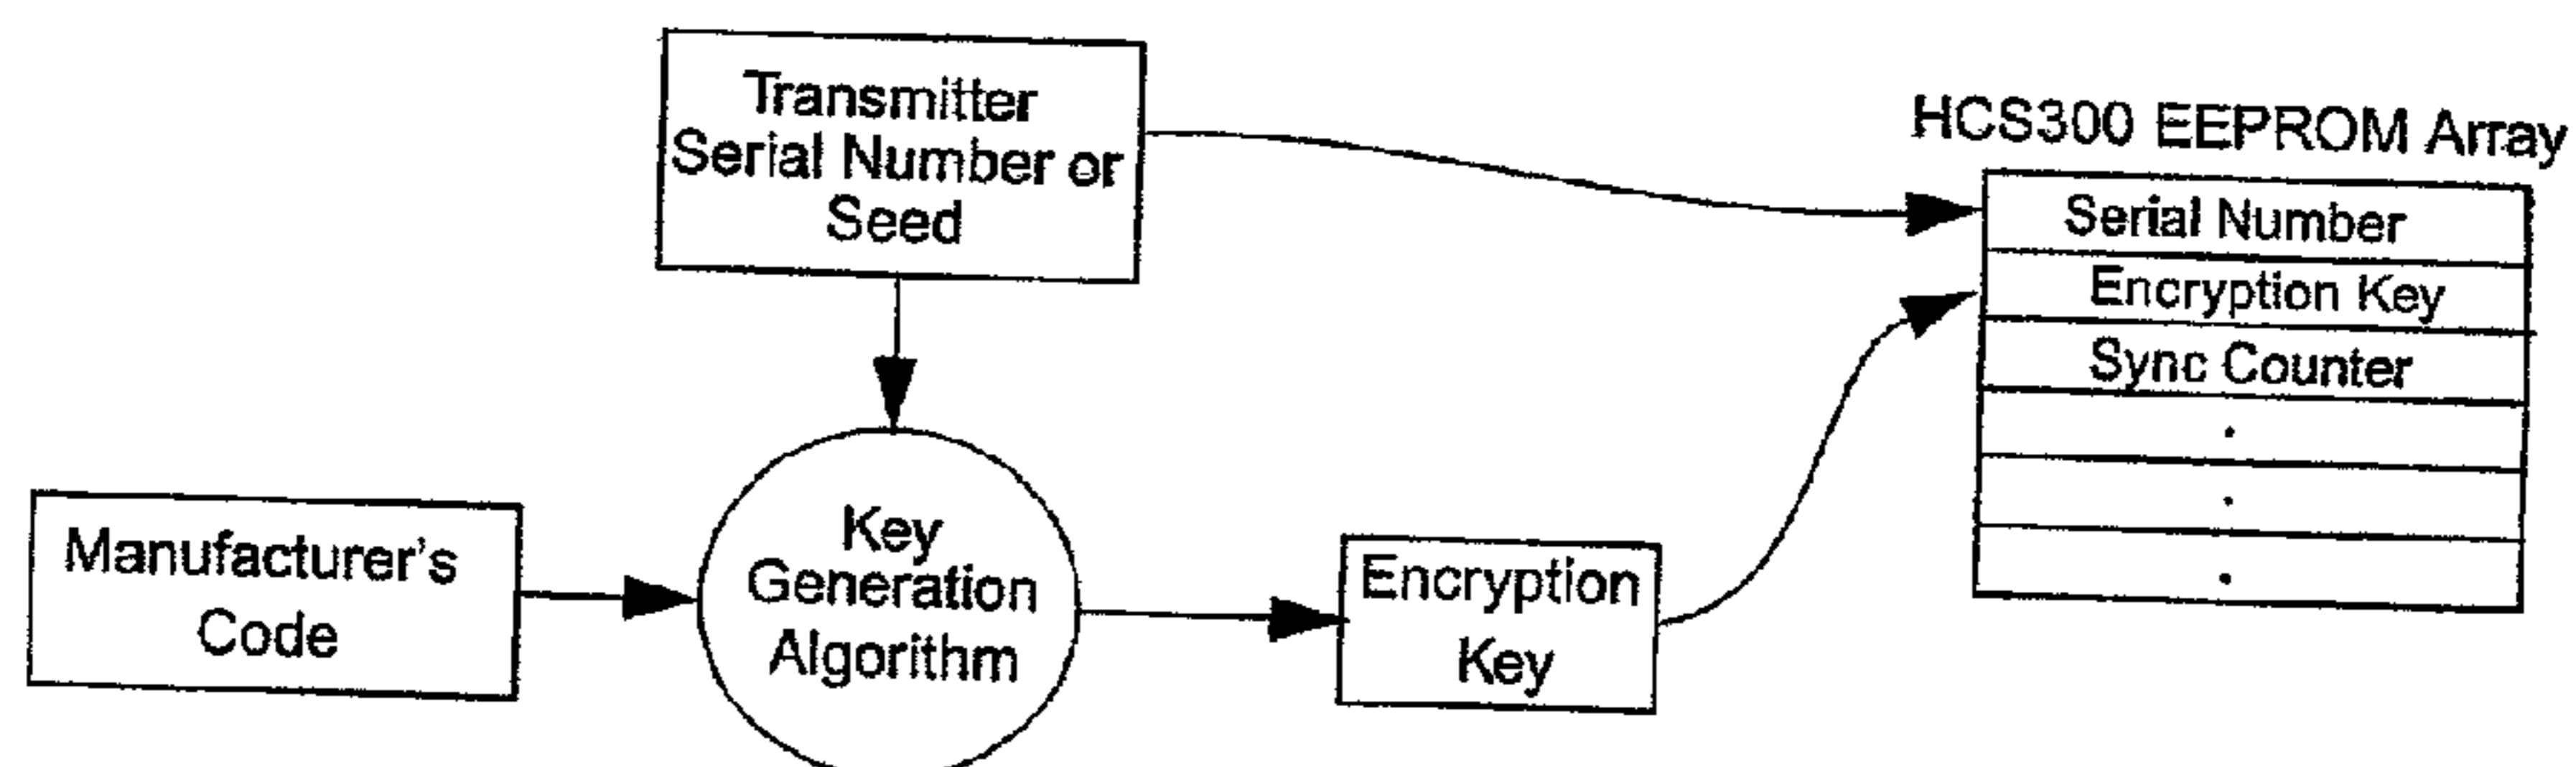 Transmitter
Serial Number or
Seed
HCS300 EEPROM Array
Serial Number
Encryption Key
Sync Counter
.
.
.
Manufacturer's
Code
Key
Generation
Algorithm
Encryption
Key